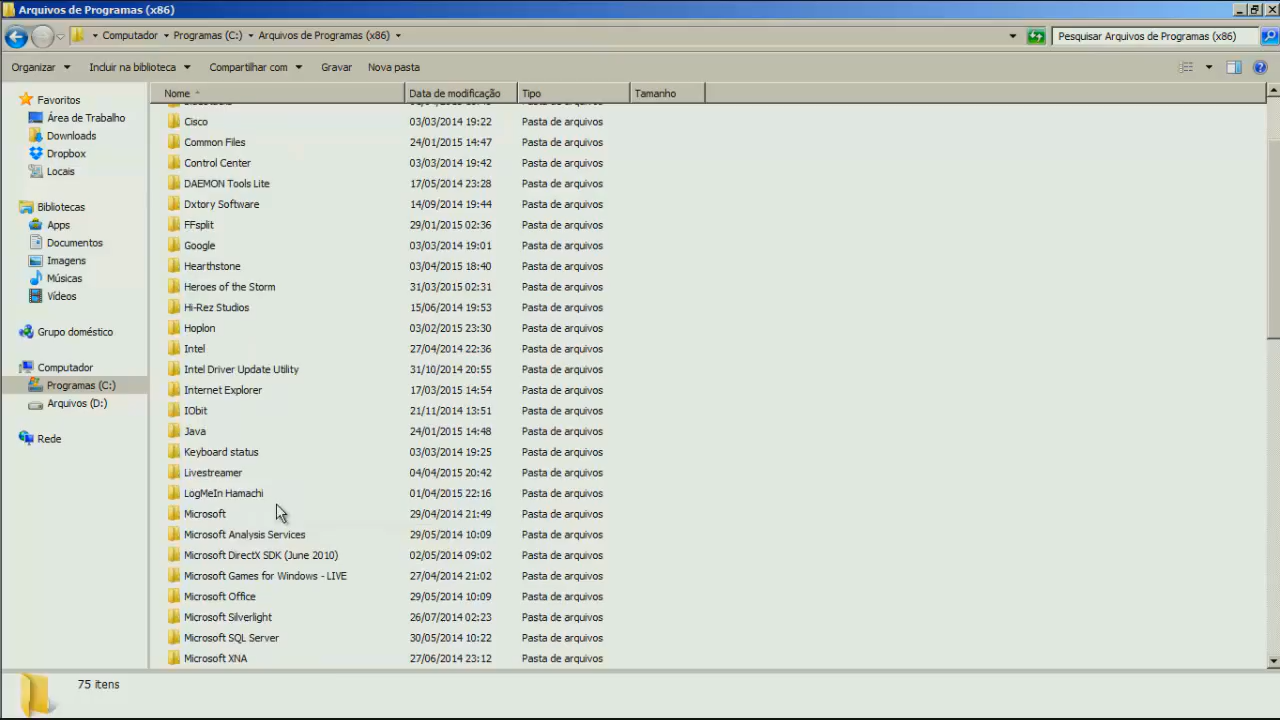 Arquivos de Programas (x86)
Computador Programas (C:) Arquivos de Programas (x86) Pesquisar Arquivos de Programas (x86)
Organizar Incluir na biblioteca Compartilhar com Gravar Nova pasta
Nome Data de modificação Tipo Tamanho
Favoritos
Área de Trabalho
Downloads
Dropbox
Locais
Bibliotecas
Apps
Documentos
Imagens
Músicas
Vídeos
Grupo doméstico
Computador
Programas (C:)
Arquivos (D:)
Rede
Cisco 03/03/2014 19:22 Pasta de arquivos
Common Files 24/01/2015 14:47 Pasta de arquivos
Control Center 03/03/2014 19:42 Pasta de arquivos
DAEMON Tools Lite 17/05/2014 23:28 Pasta de arquivos
Dxtory Software 14/09/2014 19:44 Pasta de arquivos
FFsplit 29/01/2015 02:36 Pasta de arquivos
Google 03/03/2014 19:01 Pasta de arquivos
Hearthstone 03/04/2015 18:40 Pasta de arquivos
Heroes of the Storm 31/03/2015 02:31 Pasta de arquivos
Hi-Rez Studios 15/06/2014 19:53 Pasta de arquivos
Hoplon 03/02/2015 23:30 Pasta de arquivos
Intel 27/04/2014 22:36 Pasta de arquivos
Intel Driver Update Utility 31/10/2014 20:55 Pasta de arquivos
Internet Explorer 17/03/2015 14:54 Pasta de arquivos
IObit 21/11/2014 13:51 Pasta de arquivos
Java 24/01/2015 14:48 Pasta de arquivos
Keyboard status 03/03/2014 19:25 Pasta de arquivos
Livestreamer 04/04/2015 20:42 Pasta de arquivos
LogMeIn Hamachi 01/04/2015 22:16 Pasta de arquivos
Microsoft 29/04/2014 21:49 Pasta de arquivos
Microsoft Analysis Services 29/05/2014 10:09 Pasta de arquivos
Microsoft DirectX SDK (June 2010) 02/05/2014 09:02 Pasta de arquivos
Microsoft Games for Windows - LIVE 27/04/2014 21:02 Pasta de arquivos
Microsoft Office 29/05/2014 10:09 Pasta de arquivos
Microsoft Silverlight 26/07/2014 02:23 Pasta de arquivos
Microsoft SQL Server 30/05/2014 10:22 Pasta de arquivos
Microsoft XNA 27/06/2014 23:12 Pasta de arquivos
75 itens